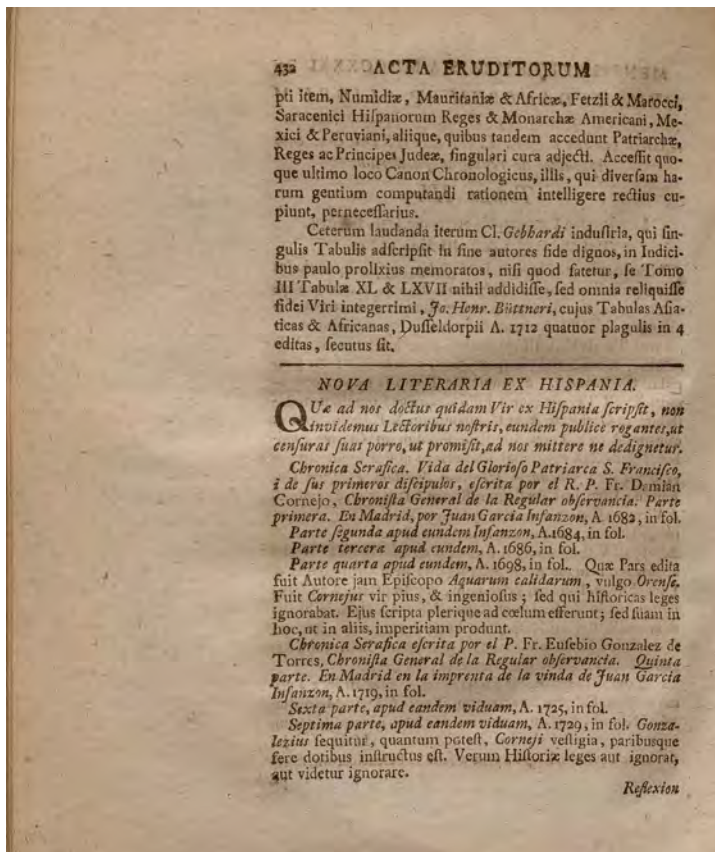 432 ACTA ERUDITORUM
pti item, Numidiæ, Mauritaniæ & Africæ, Fetzii & Marocci,
Saracenici Hiſpanorum Reges & Monarchæ Americani, Me-
xici & Peruviani, aliique, quibus tandem accedunt Patriarchæ,
Reges ac Principes Judeæ, ſingulari cura adjecti. Acceſſit quo-
que ultimo loco Canon Chronologicus, illis, qui diverſam ha-
rum gentium computandi rationem intelligere rectius cu-
piunt, perneceſſarius.
Ceterum laudanda iterum Cl. Gebhardi induſtria, qui ſin-
gulis Tabulis adſcripſit in fine autores fide dignos, in Indici-
bus paulo prolixius memoratos, niſi quod fatetur, ſe Tomo
III Tabulæ XL & LXVII nihil addidiſſe, ſed omnia reliquiſſe
fidei Viri integerrimi, Jo. Henr. Büttneri, cujus Tabulas Aſia-
ticas & Africanas, Duſſeldorpii A. 1712 quatuor plagulis in 4
editas, ſecutus ſit.
NOVA LITERARIA EX HISPANIA.
QUæ ad nos doctus quidam Vir ex Hiſpania ſcripſit, non
invidemus Lectoribus noſtris, eundem publice rogantes, ut
cenſuras ſuas porro, ut promiſit, ad nos mittere ne dedignetur.
Chronica Serafica. Vida del Glorioſo Patriarca S. Franciſco,
i de ſus primeros diſcipulos, eſcrita por el R. P. Fr. Damian
Cornejo, Chroniſta General de la Regular obſervancia. Parte
primera. En Madrid, por Juan Garcia Infanzon, A. 1682, in fol.
Parte ſegunda apud eundem Infanzon, A. 1684, in fol.
Parte tercera apud eundem, A. 1686, in fol.
Parte quarta apud eundem, A. 1698, in fol.. Quæ Pars edita
fuit Autore jam Epiſcopo Aquarum calidarum, vulgo Orenſe.
Fuit Cornejus vir pius, & ingenioſus; ſed qui hiſtoricas leges
ignorabat. Ejus ſcripta plerique ad cœlum efferunt; ſed ſuam in
hoc, ut in aliis, imperitiam produnt.
Chronica Serafica eſcrita por el P. Fr. Euſebio Gonzalez de
Torres, Chroniſta General de la Regular obſervancia. Quinta
parte. En Madrid en la imprenta de la vinda de Juan Garcia
Infanzon, A. 1719, in fol.
Sexta parte, apud eandem viduam, A. 1725, in fol.
Septima parte, apud eandem viduam, A. 1729, in fol. Gonza-
lezius ſequitur, quantum poteſt, Corneji veſtigia, paribusque
fere dotibus inſtructus eſt. Verum Hiſtoriæ leges aut ignorat,
aut videtur ignorare.
Reflexion